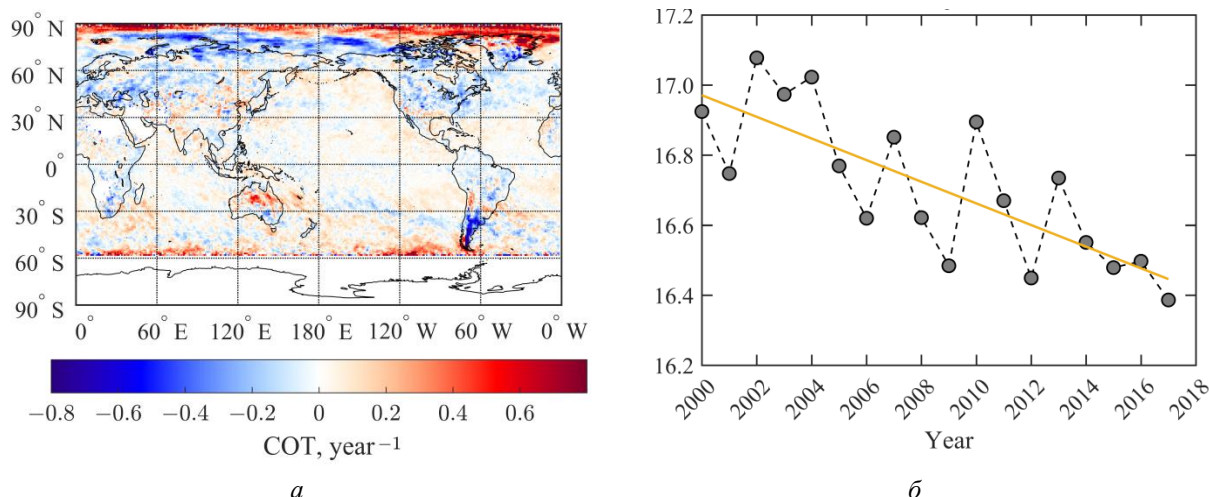 90° N
60° N
30° N
0°
30° S
60° S
90° S
0° 60° E 120° E 180° E 120° W 60° W 0° W
−0.8 −0.6 −0.4 −0.2 0 0.2 0.4 0.6
COT, year⁻¹
а
17.2
17.0
16.8
16.6
16.4
16.2
2000 2002 2004 2006 2008 2010 2012 2014 2016 2018
Year
б